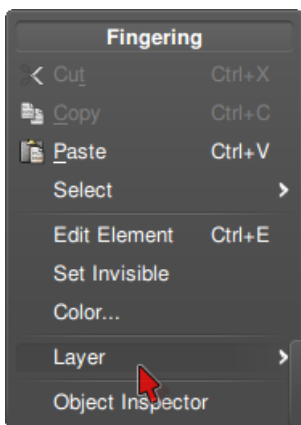 Fingering
Cut Ctrl+X
Copy Ctrl+C
Paste Ctrl+V
Select
Edit Element Ctrl+E
Set Invisible
Color...
Layer
Object Inspector